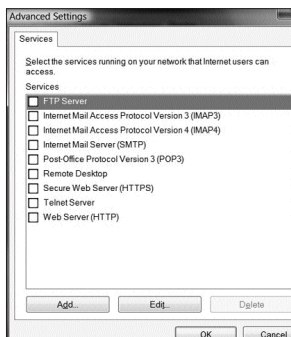 Advanced Settings
Services
Select the services running on your network that Internet users can
access.
Services
FTP Server
Internet Mail Access Protocol Version 3 (IMAP3)
Internet Mail Access Protocol Version 4 (IMAP4)
Internet Mail Server (SMTP)
Post-Office Protocol Version 3 (POP3)
Remote Desktop
Secure Web Server (HTTPS)
Telnet Server
Web Server (HTTP)
Add... Edit... Delete
OK Cancel